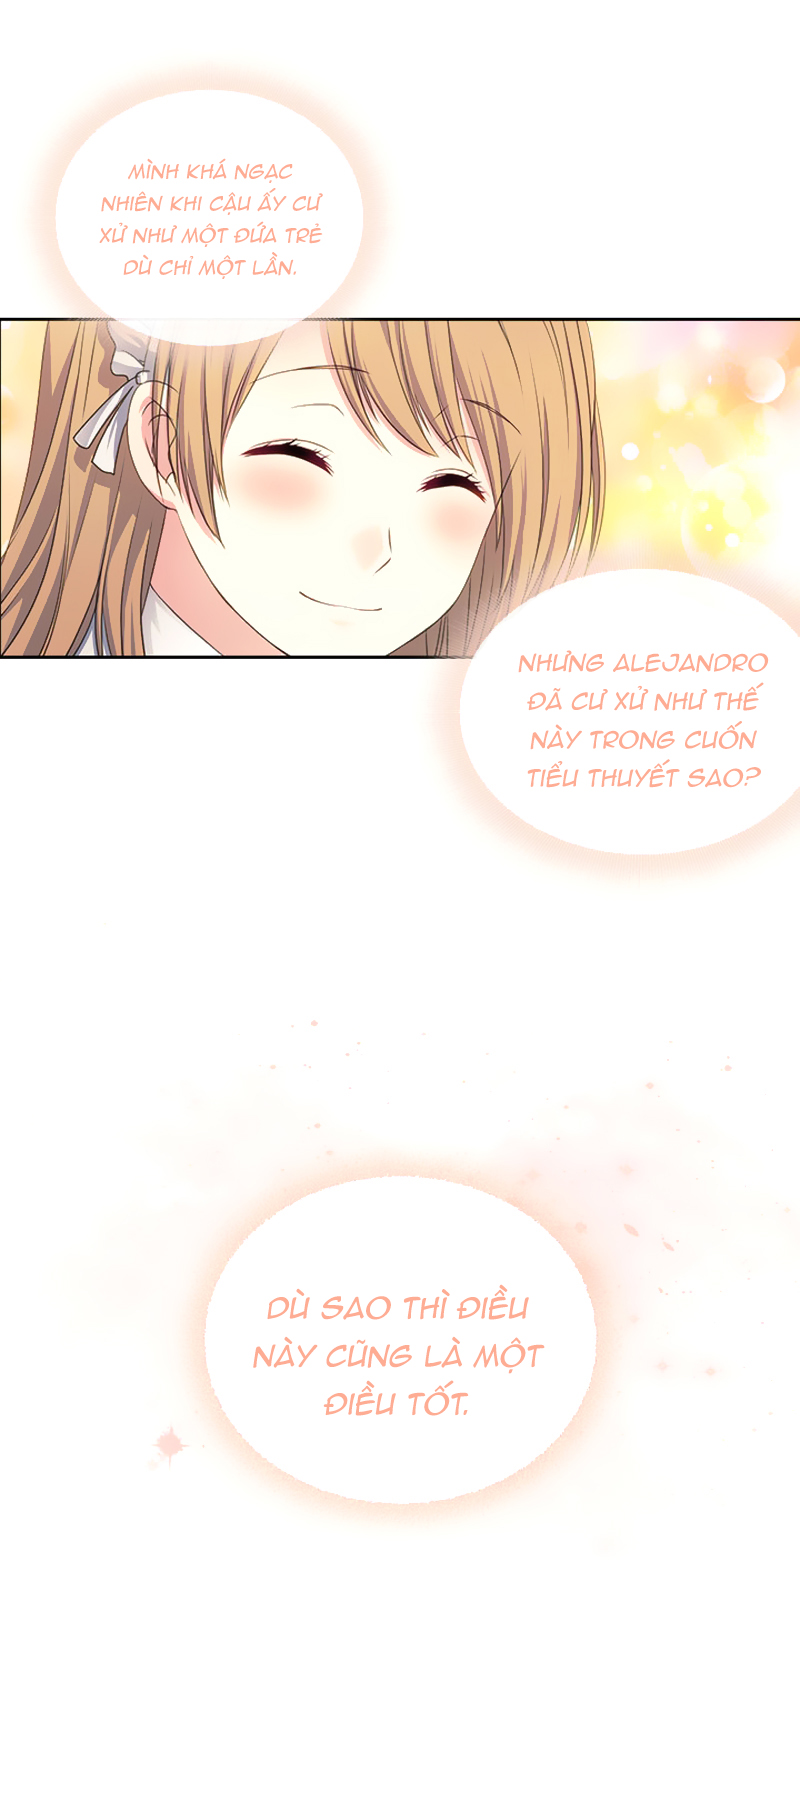 MÌNH KHÁ NGẠC
NHIÊN KHI CẬU ẤY CƯ
XỬ NHƯ MỘT ĐỨA TRẺ
DÙ CHỈ MỘT LẦN.
NHƯNG ALEJANDRO
ĐÃ CƯ XỬ NHƯ THẾ
NÀY TRONG CUỐN
TIỂU THUYẾT SAO?
DÙ SAO THÌ ĐIỀU
NÀY CŨNG LÀ MỘT
ĐIỀU TỐT.